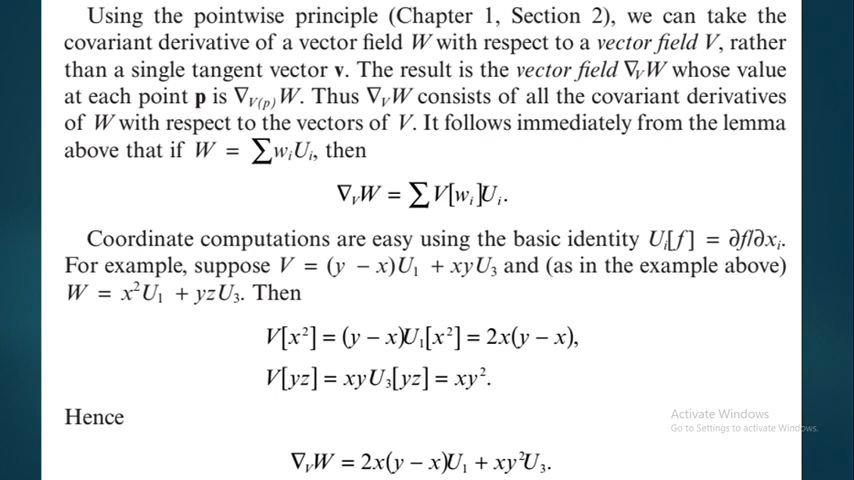 Using the pointwise principle (Chapter 1, Section 2), we can take the
covariant derivative of a vector field W with respect to a vector field V, rather
than a single tangent vector v. The result is the vector field ∇_V W whose value
at each point p is ∇_{V(p)} W. Thus ∇_V W consists of all the covariant derivatives
of W with respect to the vectors of V. It follows immediately from the lemma
above that if W = ∑w_i U_i, then
∇_V W = ∑ V[w_i]U_i.
Coordinate computations are easy using the basic identity U_i[f] = ∂f/∂x_i.
For example, suppose V = (y − x)U_1 + xyU_3 and (as in the example above)
W = x²U_1 + yzU_3. Then
V[x²] = (y − x)U_1[x²] = 2x(y − x),
V[yz] = xyU_3[yz] = xy².
Hence
∇_V W = 2x(y − x)U_1 + xy²U_3.
Activate Windows
Go to Settings to activate Windows.